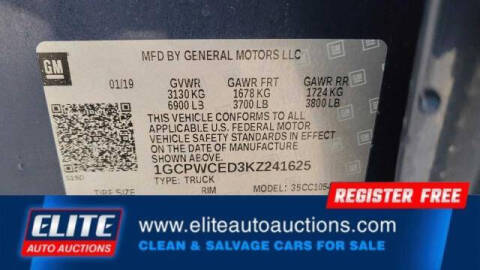 MFD BY GENERAL MOTORS LLC
GM
01/19 GVWR GAWR FRT GAWR RR
3130 KG 1678 KG 1724 KG
6900 LB 3700 LB 3800 LB
THIS VEHICLE CONFORMS TO ALL
APPLICABLE U.S. FEDERAL MOTOR
VEHICLE SAFETY STANDARDS IN EFFECT
ON THE DATE OF MANUFACTURE SHOWN ABOVE.
1GCPWCED3KZ241625
TYPE: TRUCK
TIRE SIZE RIM MODEL:
REGISTER FREE
ELITE
AUTO AUCTIONS
www.eliteautoauctions.com
CLEAN & SALVAGE CARS FOR SALE